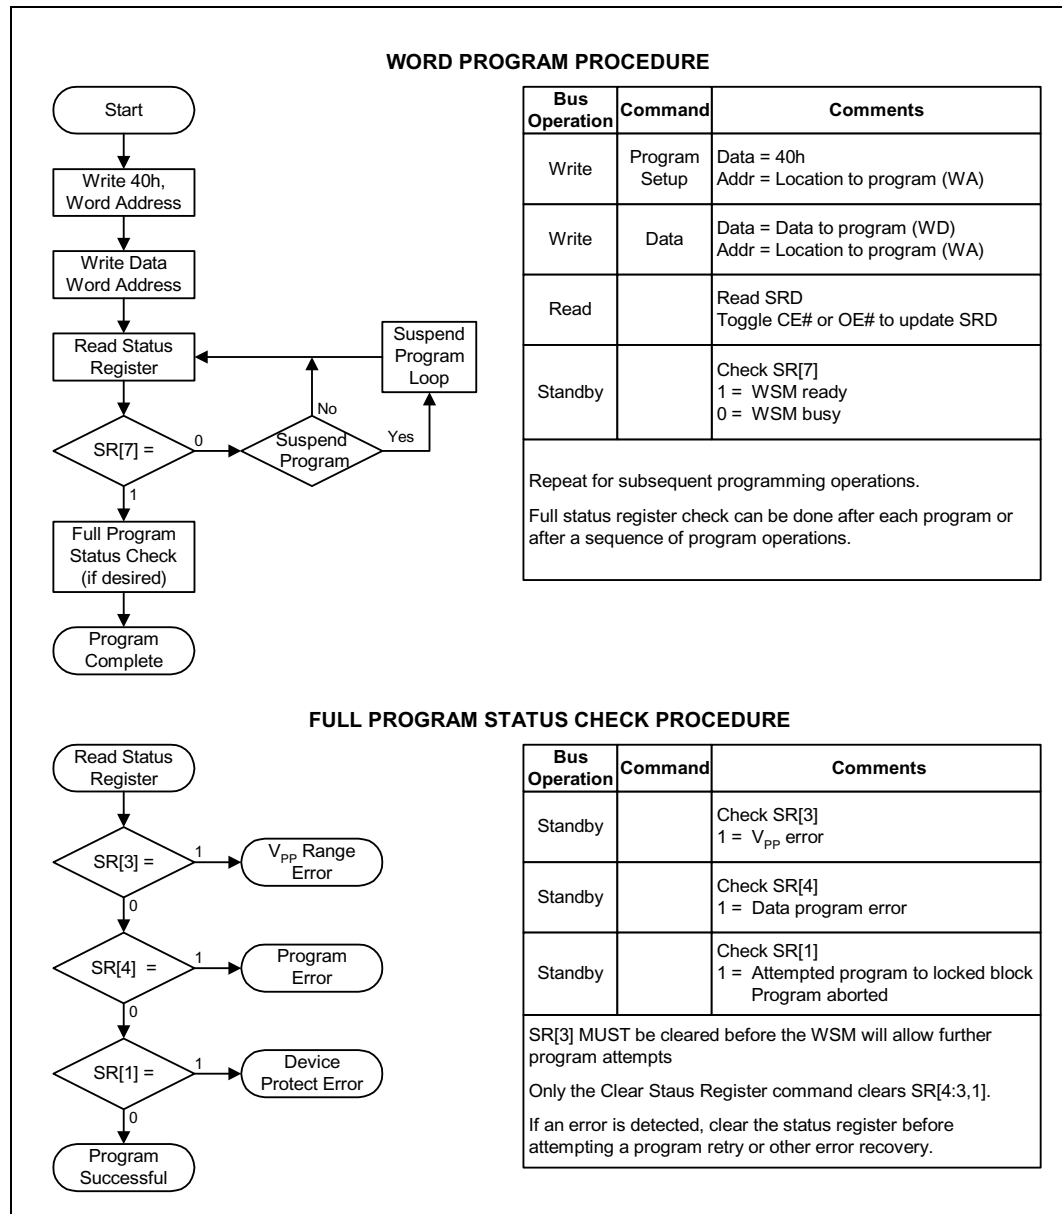 WORD PROGRAM PROCEDURE
Start
Write 40h,
Word Address
Write Data
Word Address
Read Status
Register
Suspend
Program
Loop
No
SR[7] =
0
Suspend
Program
Yes
1
Full Program
Status Check
(if desired)
Program
Complete
Bus
Operation
Command
Comments
Write
Program
Setup
Data = 40h
Addr = Location to program (WA)
Write
Data
Data = Data to program (WD)
Addr = Location to program (WA)
Read
Read SRD
Toggle CE# or OE# to update SRD
Standby
Check SR[7]
1 = WSM ready
0 = WSM busy
Repeat for subsequent programming operations.
Full status register check can be done after each program or
after a sequence of program operations.
FULL PROGRAM STATUS CHECK PROCEDURE
Read Status
Register
SR[3] =
1
VPP Range
Error
0
SR[4] =
1
Program
Error
0
SR[1] =
1
Device
Protect Error
0
Program
Successful
Bus
Operation
Command
Comments
Standby
Check SR[3]
1 = VPP error
Standby
Check SR[4]
1 = Data program error
Standby
Check SR[1]
1 = Attempted program to locked block
Program aborted
SR[3] MUST be cleared before the WSM will allow further
program attempts
Only the Clear Staus Register command clears SR[4:3,1].
If an error is detected, clear the status register before
attempting a program retry or other error recovery.